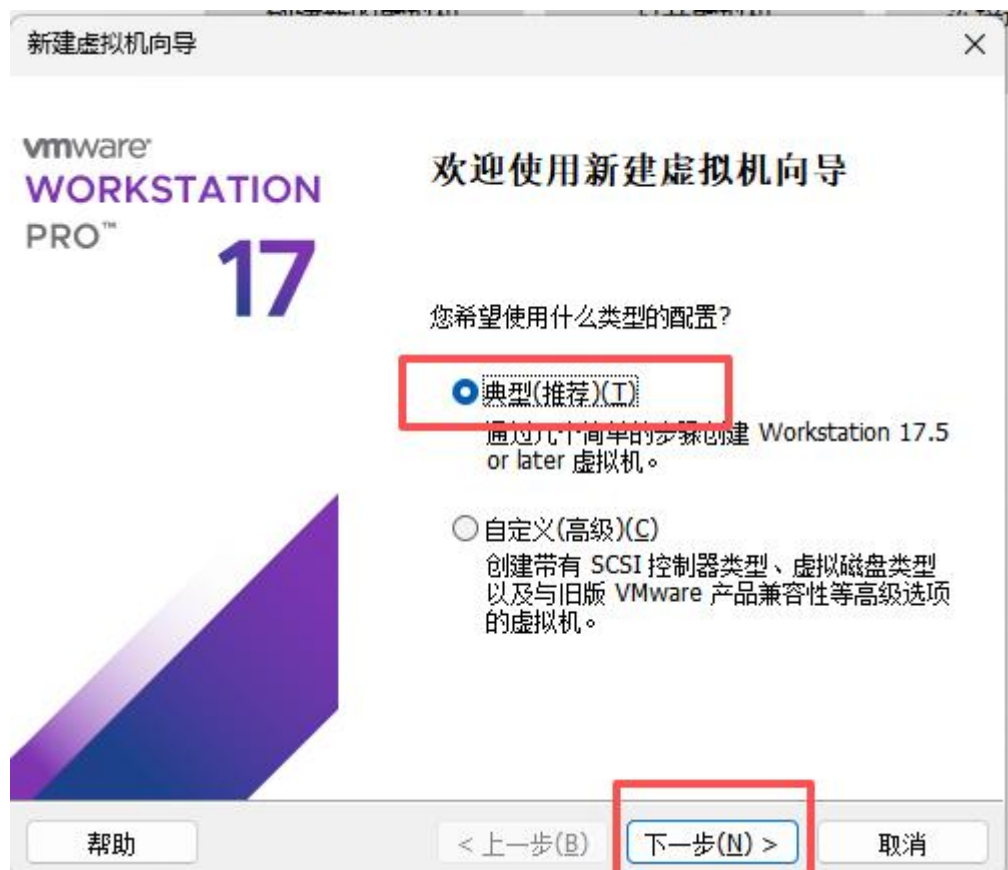 新建虚拟机向导
vmware
WORKSTATION
PRO™
17
欢迎使用新建虚拟机向导
您希望使用什么类型的配置?
典型(推荐)(T)
通过几个简单的步骤创建 Workstation 17.5
or later 虚拟机。
自定义(高级)(C)
创建带有 SCSI 控制器类型、虚拟磁盘类型
以及与旧版 VMware 产品兼容性等高级选项
的虚拟机。
帮助
< 上一步(B)
下一步(N) >
取消